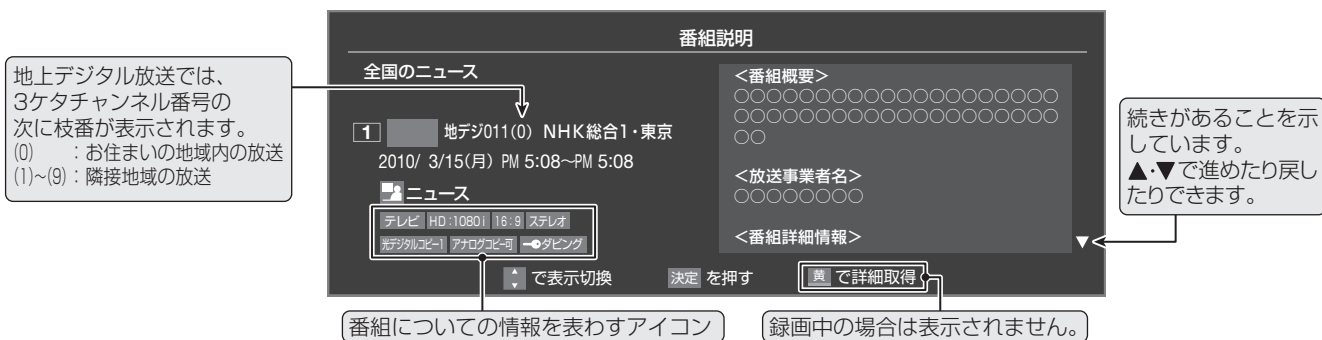 番組説明
地上デジタル放送では、
3ケタチャンネル番号の
次に枝番が表示されます。
(0) ：お住まいの地域内の放送
(1)~(9)：隣接地域の放送
全国のニュース
1 地デジ011(0) NHK総合1・東京
2010/ 3/15(月) PM 5:08~PM 5:08
ニュース
テレビ HD:1080i 16:9 ステレオ
光デジタルコピー1 アナログコピー可 ダビング
<番組概要>
○○○○○○○○○○○○○○○○○○○○
○○○○○○○○○○○○○○○○○○○○
○○
<放送事業者名>
○○○○○○○○
<番組詳細情報>
▼
続きがあることを示
しています。
▲・▼で進めたり戻し
たりできます。
で表示切換 決定 を押す 黄 で詳細取得
番組についての情報を表わすアイコン
録画中の場合は表示されません。